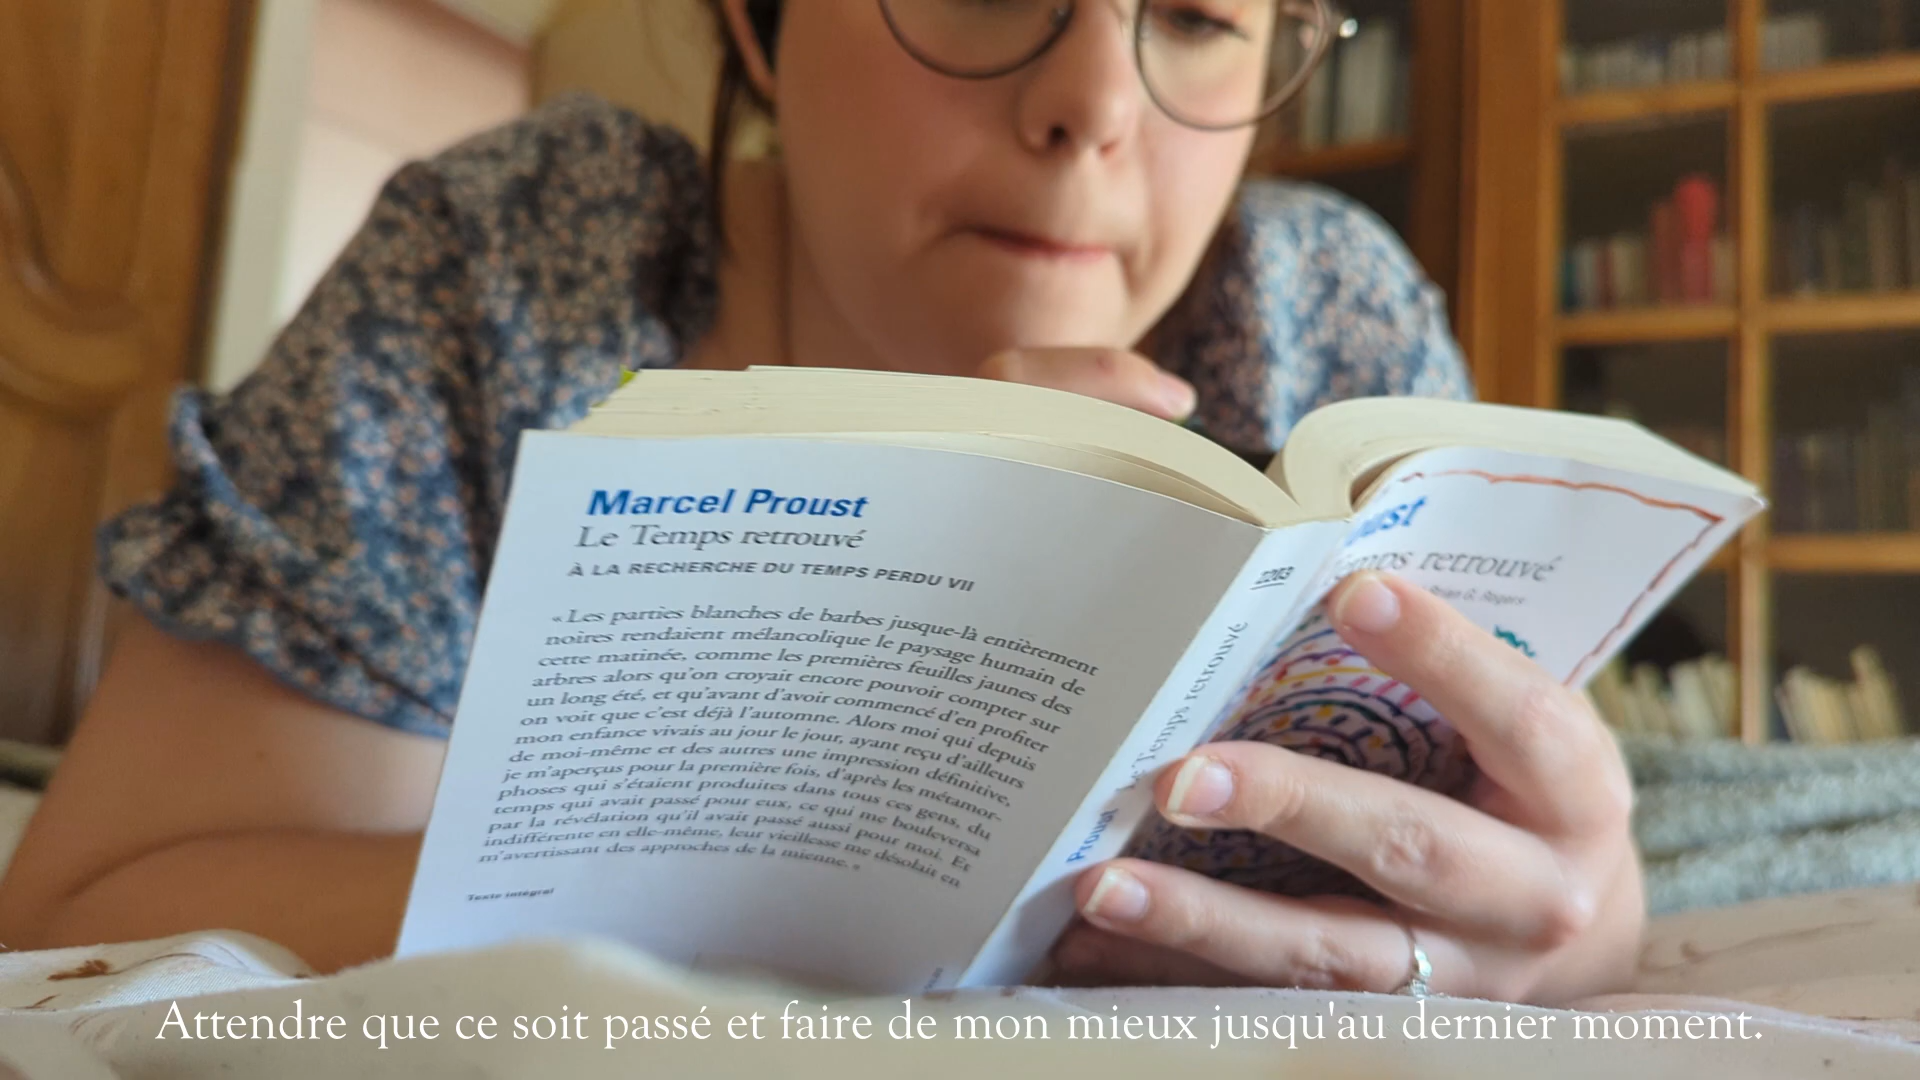 Marcel Proust
Le Temps retrouvé
À LA RECHERCHE DU TEMPS PERDU VII
« Les parties blanches de barbes jusque-là entièrement
noires rendaient mélancolique le paysage humain de
cette matinée, comme les premières feuilles jaunes des
arbres alors qu'on croyait encore pouvoir compter sur
un long été, et qu'avant d'avoir commencé d'en profiter
on voit que c'est déjà l'automne. Alors moi qui depuis
mon enfance vivais au jour le jour, ayant reçu d'ailleurs
de moi-même et des autres une impression définitive,
je m'aperçus pour la première fois, d'après les métamor-
phoses qui s'étaient produites dans tous ces gens, du
temps qui avait passé pour eux, ce qui me bouleversa
par la révélation qu'il avait passé aussi pour moi. Et
indifférente en elle-même, leur vieillesse me désolait en
m'avertissant des approches de la mienne. »
Texte intégral
2203
Le Temps retrouvé
Proust
oust
emps retrouvé
Brian G. Rogers
Attendre que ce soit passé et faire de mon mieux jusqu'au dernier moment.